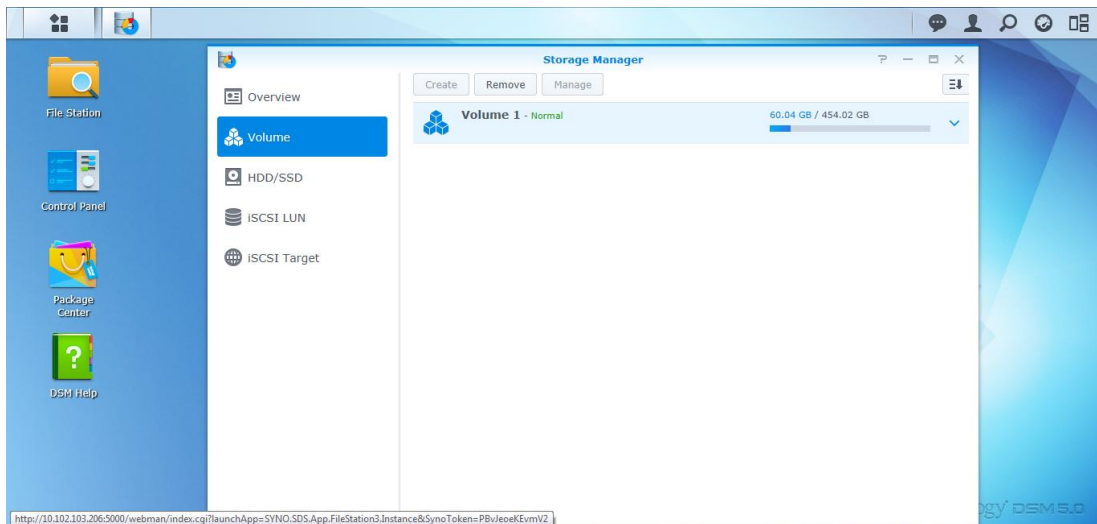 Storage Manager
File Station
Control Panel
Package
Center
DSM Help
Overview
Volume
HDD/SSD
iSCSI LUN
iSCSI Target
Create Remove Manage
Volume 1 - Normal
60.04 GB / 454.02 GB
DSM 5.0
http://10.102.103.206:5000/webman/index.cgi?launchApp=SYNO.SDS.App.FileStation3.Instance&SynoToken=PBvJeoeKEvmV2